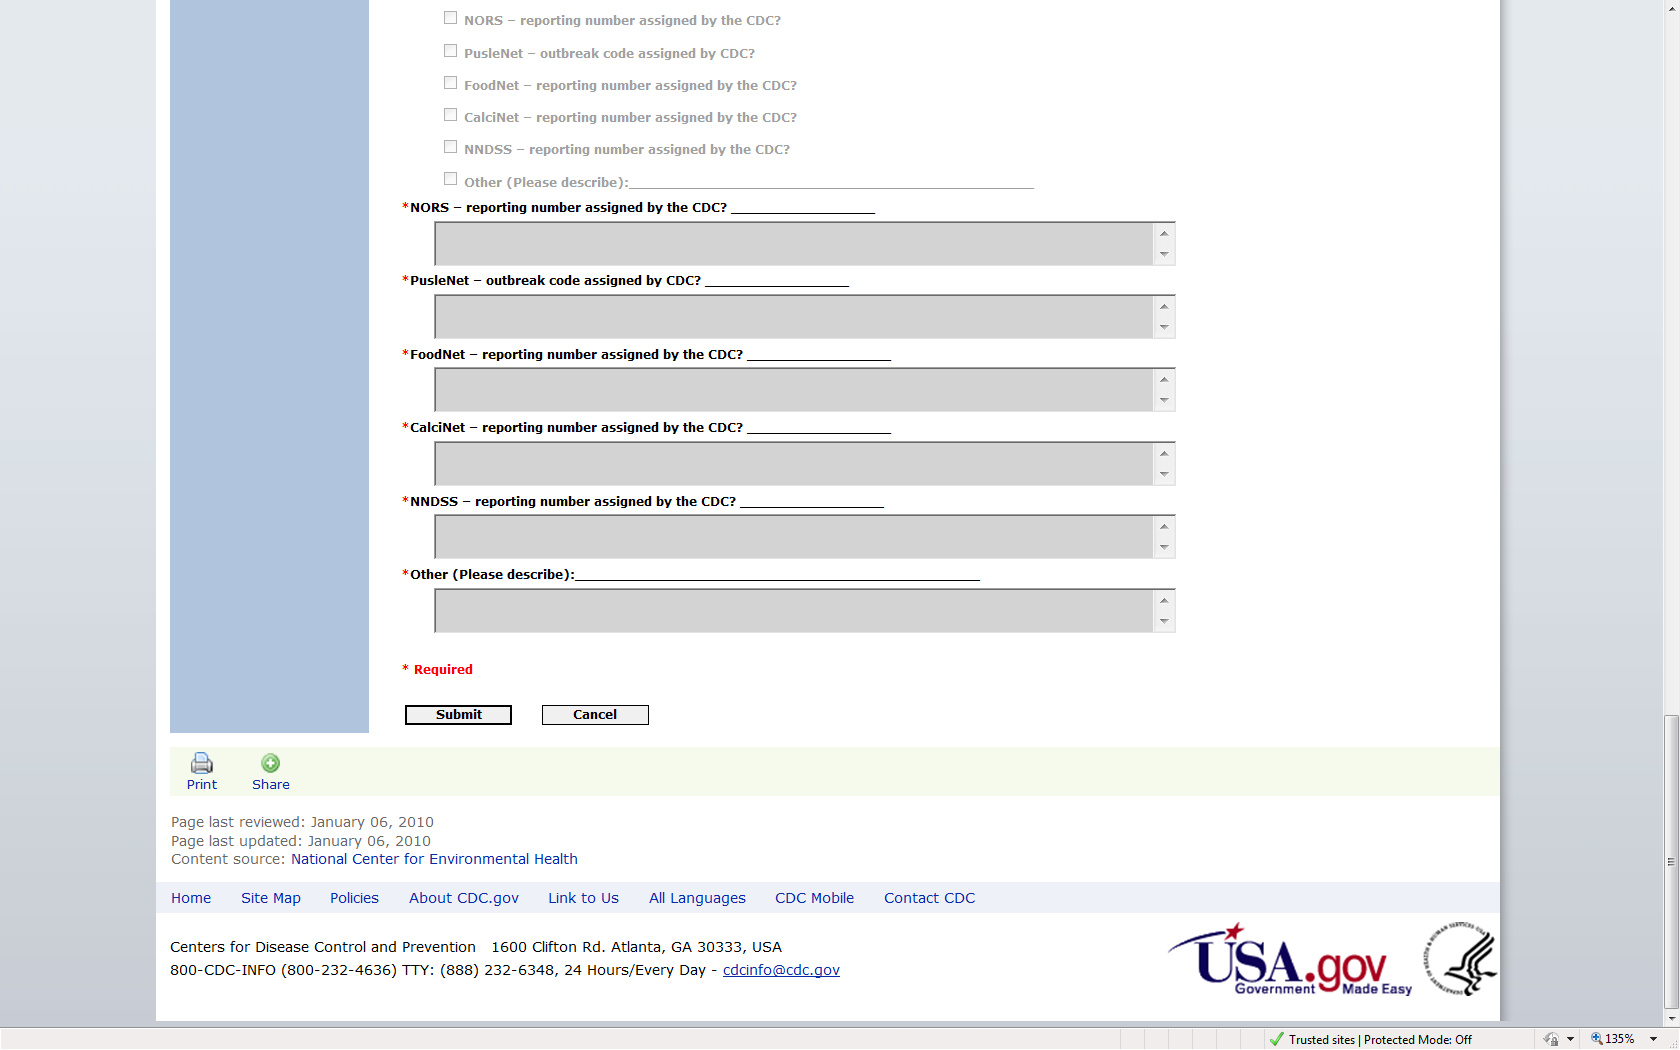 NORS – reporting number assigned by the CDC?
PusleNet – outbreak code assigned by CDC?
FoodNet – reporting number assigned by the CDC?
CalciNet – reporting number assigned by the CDC?
NNDSS – reporting number assigned by the CDC?
Other (Please describe):_____________________________________________
*NORS – reporting number assigned by the CDC? ________________
*PusleNet – outbreak code assigned by CDC? ________________
*FoodNet – reporting number assigned by the CDC? ________________
*CalciNet – reporting number assigned by the CDC? ________________
*NNDSS – reporting number assigned by the CDC? ________________
*Other (Please describe):_____________________________________________
* Required
Submit Cancel
Print Share
Page last reviewed: January 06, 2010
Page last updated: January 06, 2010
Content source: National Center for Environmental Health
Home Site Map Policies About CDC.gov Link to Us All Languages CDC Mobile Contact CDC
Centers for Disease Control and Prevention 1600 Clifton Rd. Atlanta, GA 30333, USA
800-CDC-INFO (800-232-4636) TTY: (888) 232-6348, 24 Hours/Every Day - cdcinfo@cdc.gov
USA.gov
Government Made Easy
Trusted sites | Protected Mode: Off
135%